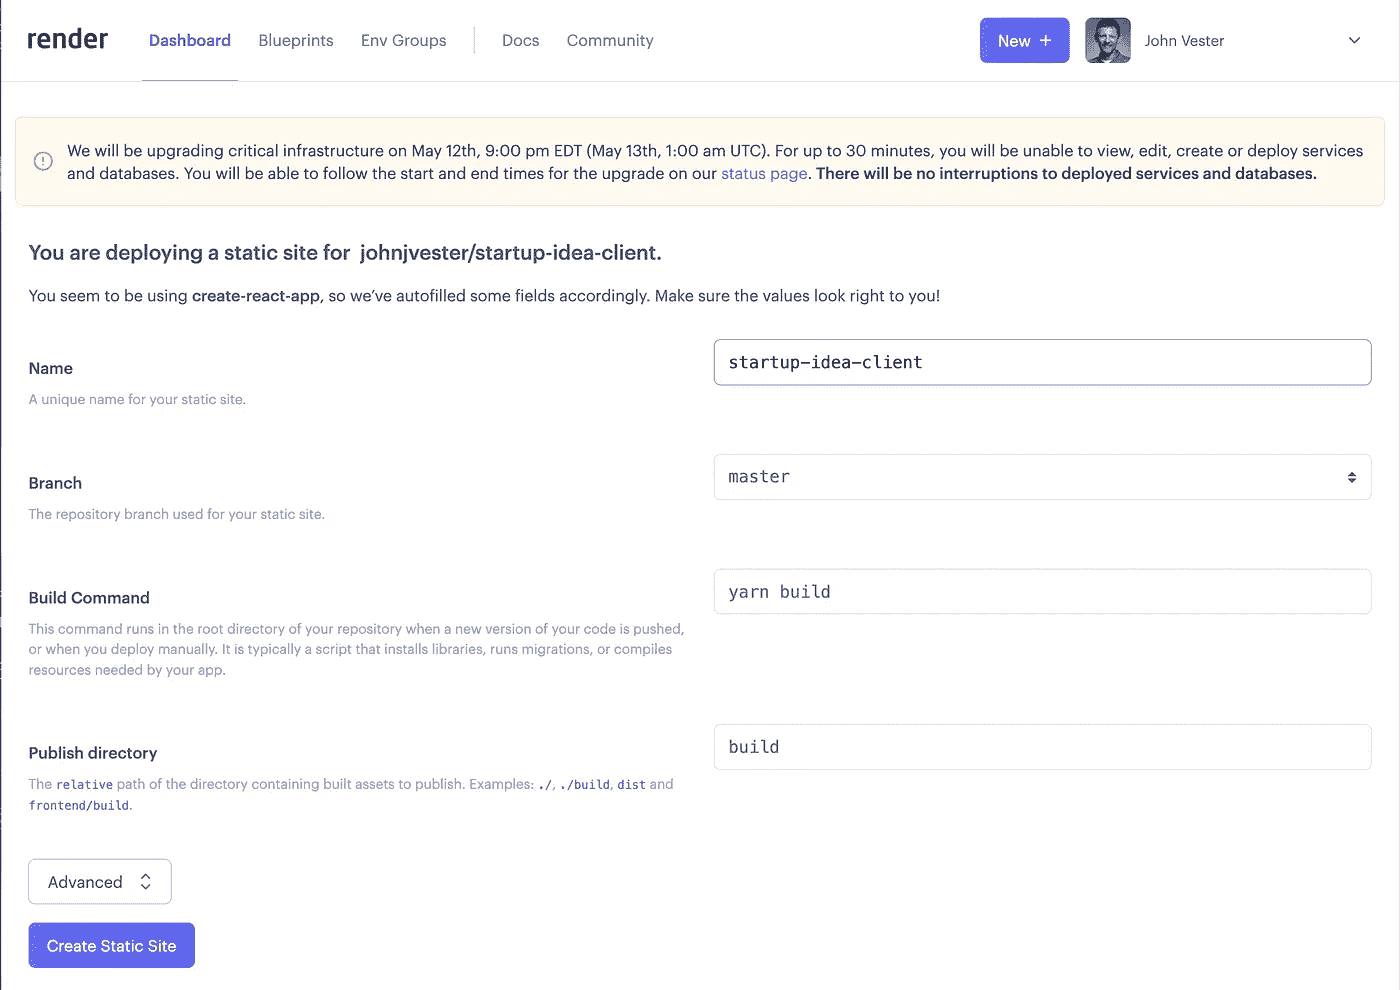 render Dashboard Blueprints Env Groups Docs Community New + John Vester
We will be upgrading critical infrastructure on May 12th, 9:00 pm EDT (May 13th, 1:00 am UTC). For up to 30 minutes, you will be unable to view, edit, create or deploy services
and databases. You will be able to follow the start and end times for the upgrade on our status page. There will be no interruptions to deployed services and databases.
You are deploying a static site for johnjvester/startup-idea-client.
You seem to be using create-react-app, so we've autofilled some fields accordingly. Make sure the values look right to you!
Name
startup-idea-client
A unique name for your static site.
Branch
master
The repository branch used for your static site.
Build Command
yarn build
This command runs in the root directory of your repository when a new version of your code is pushed,
or when you deploy manually. It is typically a script that installs libraries, runs migrations, or compiles
resources needed by your app.
Publish directory
build
The relative path of the directory containing built assets to publish. Examples: ./, ./build, dist and
frontend/build.
Advanced
Create Static Site